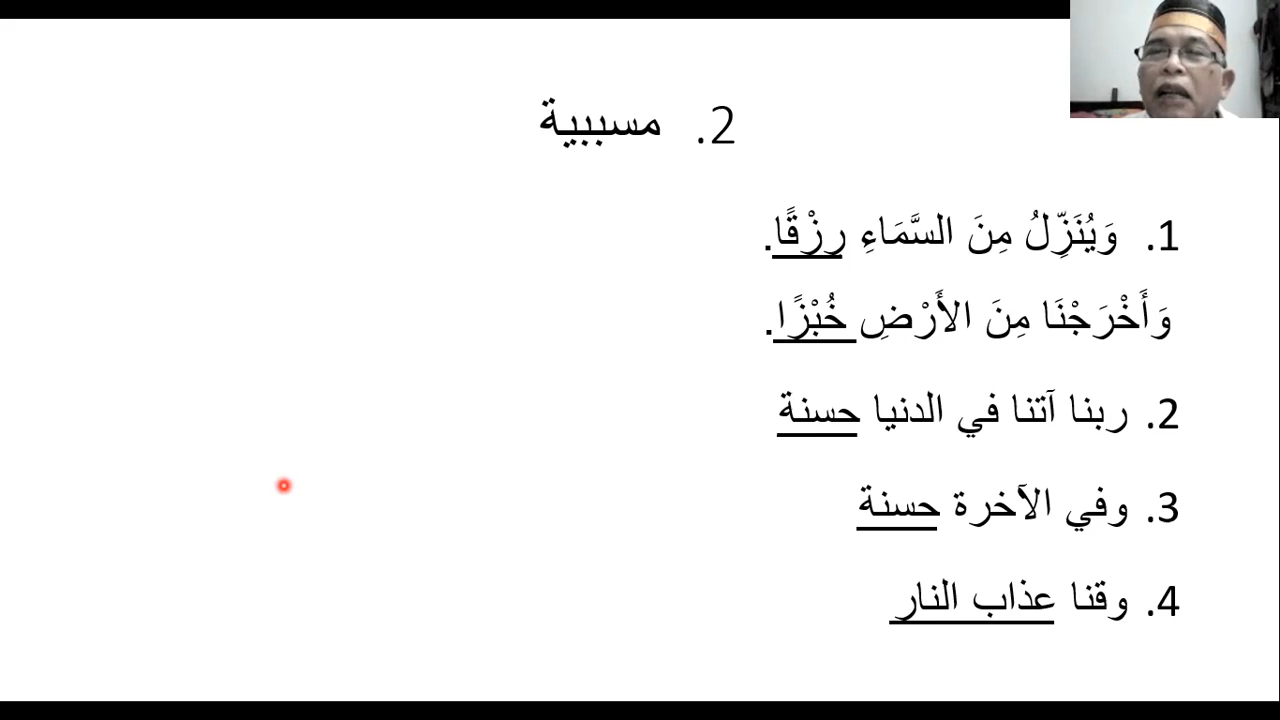 2. مسببية
1. وَيُنَزِّلُ مِنَ السَّمَاءِ رِزْقًا.
وَأَخْرَجْنَا مِنَ الأَرْضِ خُبْزًا.
2. ربنا آتنا في الدنيا حسنة
3. وفي الآخرة حسنة
4. وقنا عذاب النار